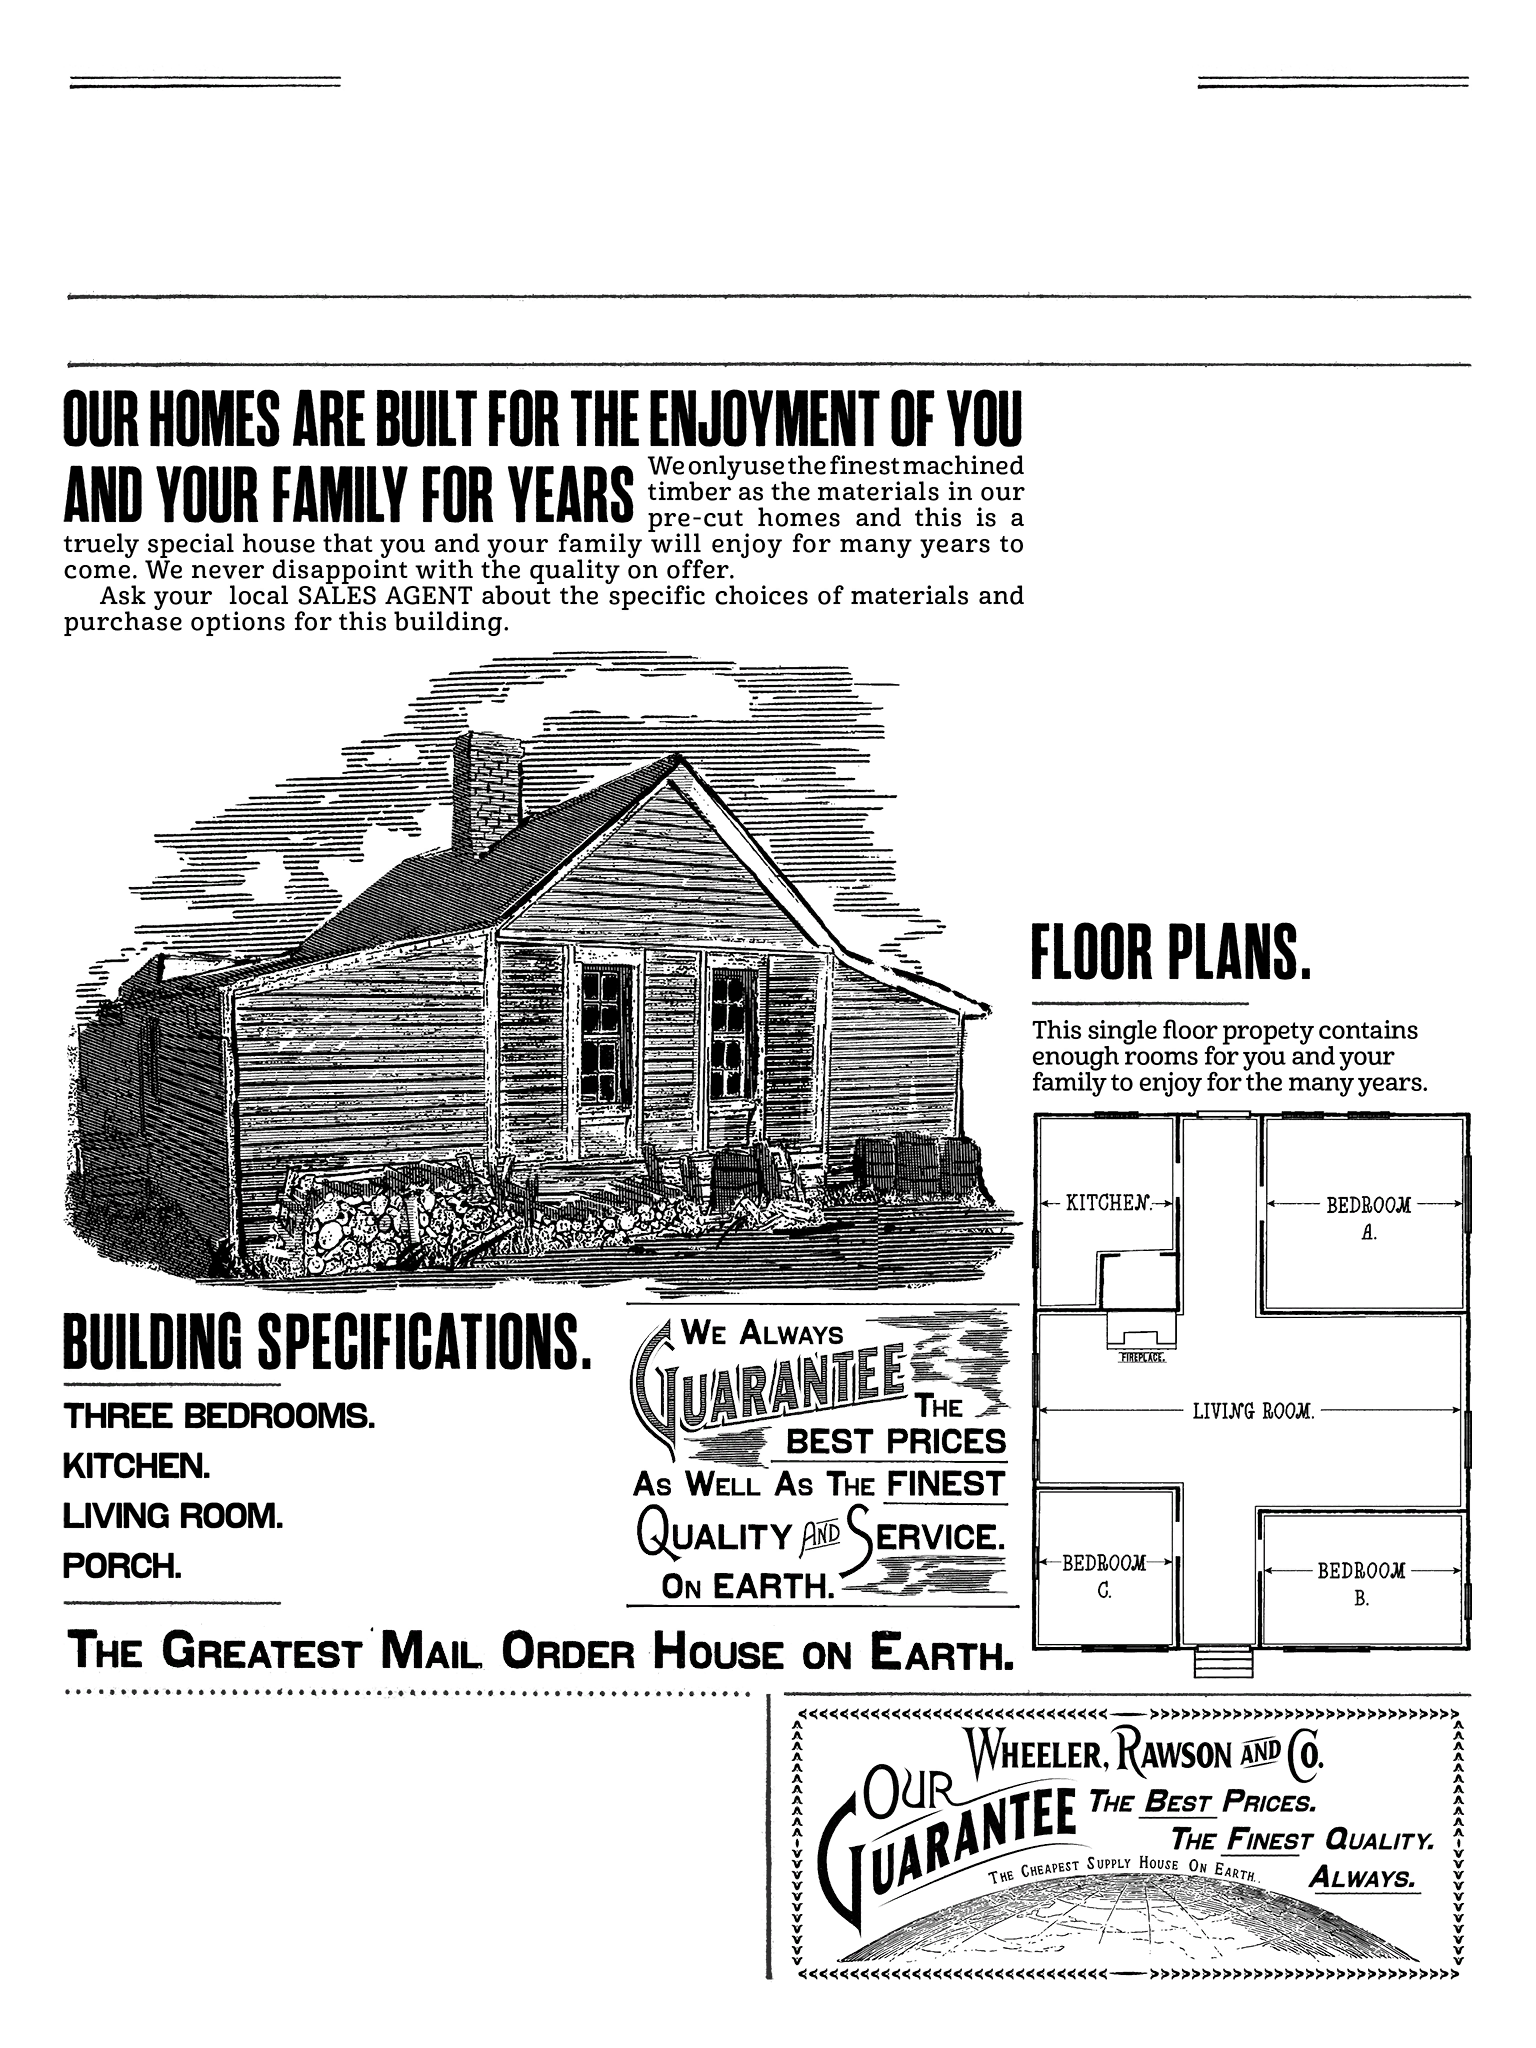 OUR HOMES ARE BUILT FOR THE ENJOYMENT OF YOU
AND YOUR FAMILY FOR YEARS
We only use the finest machined
timber as the materials in our
pre-cut homes and this is a
truely special house that you and your family will enjoy for many years to
come. We never disappoint with the quality on offer.
Ask your local SALES AGENT about the specific choices of materials and
purchase options for this building.
FLOOR PLANS.
This single floor propety contains
enough rooms for you and your
family to enjoy for the many years.
KITCHEN.
BEDROOM
A.
FIREPLACE.
LIVING ROOM.
BEDROOM
C.
BEDROOM
B.
BUILDING SPECIFICATIONS.
THREE BEDROOMS.
KITCHEN.
LIVING ROOM.
PORCH.
WE ALWAYS
GUARANTEE
THE
BEST PRICES
AS WELL AS THE FINEST
QUALITY AND SERVICE.
ON EARTH.
THE GREATEST MAIL ORDER HOUSE ON EARTH.
WHEELER, RAWSON AND CO.
OUR
GUARANTEE
THE BEST PRICES.
THE FINEST QUALITY.
ALWAYS.
THE CHEAPEST SUPPLY HOUSE ON EARTH.